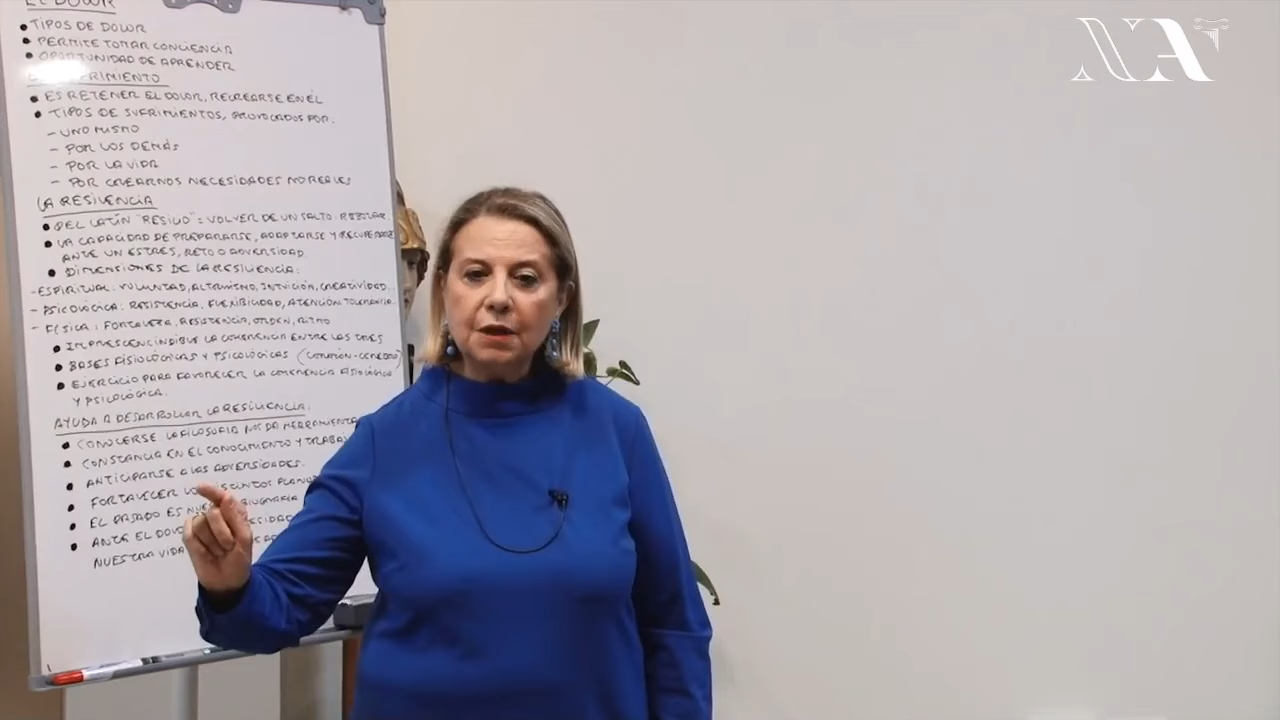 EL DOLOR
• TIPOS DE DOLOR
• PERMITE TOMAR CONCIENCIA
• OPORTUNIDAD DE APRENDER
• ES RETENER EL DOLOR, RECREARSE EN ÉL
• TIPOS DE SUFRIMIENTOS, PROVOCADOS POR:
- UNO MISMO
- POR LOS DEMÁS
- POR LA VIDA
- POR CREARNOS NECESIDADES NO REALES
LA RESILIENCIA
• DEL LATÍN "RESILIO": VOLVER DE UN SALTO. REBOTAR.
• LA CAPACIDAD DE PREPARARSE, ADAPTARSE Y RECUPERARSE
ANTE UN ESTRÉS, RETO O ADVERSIDAD.
• DIMENSIONES DE LA RESILIENCIA:
- ESPIRITUAL: VOLUNTAD, ALTRUISMO, INTUICIÓN, CREATIVIDAD.
- PSICOLÓGICA: RESISTENCIA, FLEXIBILIDAD, ATENCIÓN TOLERANCIA.
- FÍSICA: FORTALEZA, RESISTENCIA, ORDEN, RITMO
• IMPRESCINDIBLE LA COHERENCIA ENTRE LAS TRES
• BASES FISIOLÓGICAS Y PSICOLÓGICAS (CORAZÓN-CEREBRO)
• EJERCICIO PARA FAVORECER LA COHERENCIA FISIOLÓGICA
Y PSICOLÓGICA.
AYUDA A DESARROLLAR LA RESILIENCIA:
• CONOCERSE LA FILOSOFÍA NOS DA HERRAMIENTA
• CONSTANCIA EN EL CONOCIMIENTO Y TRABAJ
• ANTICIPARSE A LAS ADVERSIDADES.
• FORTALECER
• EL PASADO ES
• ANTE EL
NUESTRA VIDA
NA